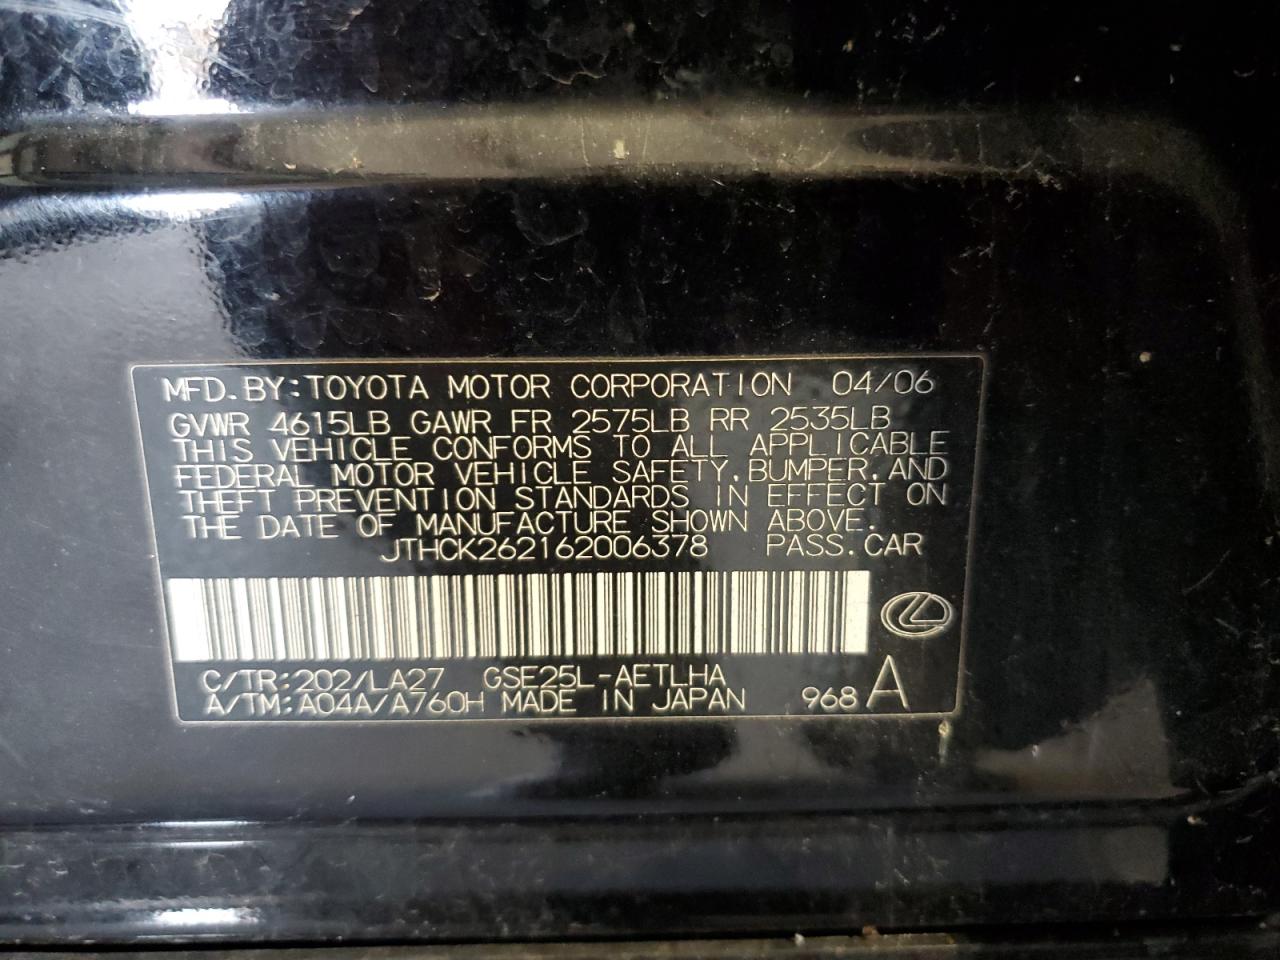 MFD.BY:TOYOTA MOTOR CORPORATION 04/06
GVWR 4615LB GAWR FR 2575LB RR 2535LB
THIS VEHICLE CONFORMS TO ALL APPLICABLE
FEDERAL MOTOR VEHICLE SAFETY,BUMPER,AND
THEFT PREVENTION STANDARDS IN EFFECT ON
THE DATE OF MANUFACTURE SHOWN ABOVE.
JTHCK262162006378 PASS.CAR
C/TR:202/LA27 GSE25L-AETLHA
A/TM:A04A/A760H MADE IN JAPAN 968 A